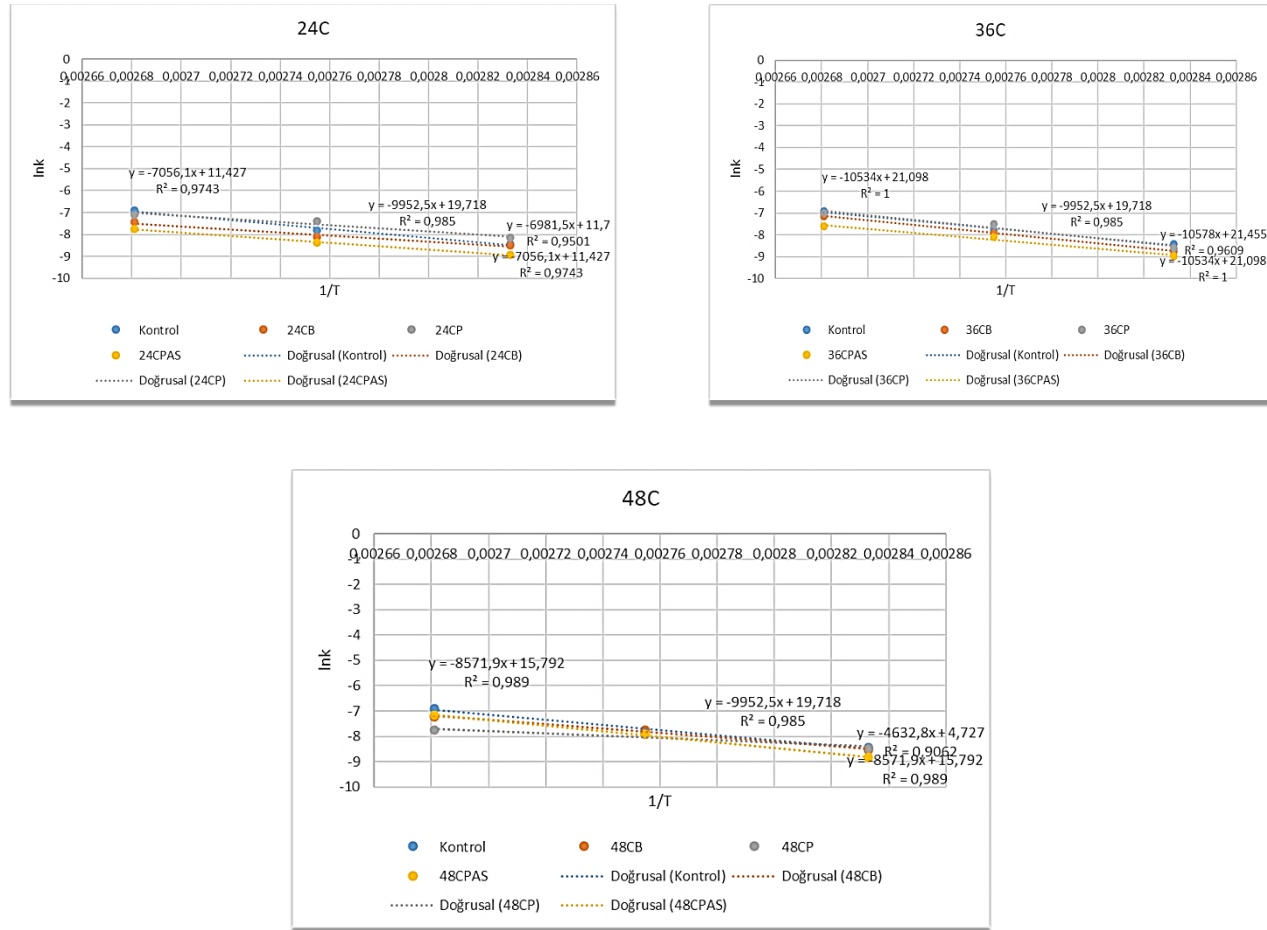 24C
0
0,00266 0,00268 0,0027 0,00272 0,00274 0,00276 0,00278 0,0028 0,00282 0,00284 0,00286
-1
-2
-3
-4
-5
-6
-7
-8
-9
-10
lnk
y = -7056,1x + 11,427
R² = 0,9743
y = -9952,5x + 19,718
R² = 0,985
y = -6981,5x + 11,7
R² = 0,9501
y = -7056,1x + 11,427
R² = 0,9743
1/T
Kontrol 24CB 24CP
24CPAS Doğrusal (Kontrol) Doğrusal (24CB)
Doğrusal (24CP) Doğrusal (24CPAS)
36C
0
0,00266 0,00268 0,0027 0,00272 0,00274 0,00276 0,00278 0,0028 0,00282 0,00284 0,00286
-1
-2
-3
-4
-5
-6
-7
-8
-9
-10
lnk
y = -10534x + 21,098
R² = 1
y = -9952,5x + 19,718
R² = 0,985
y = -10578x + 21,455
R² = 0,9609
y = -10534x + 21,098
R² = 1
1/T
Kontrol 36CB 36CP
36CPAS Doğrusal (Kontrol) Doğrusal (36CB)
Doğrusal (36CP) Doğrusal (36CPAS)
48C
0
0,00266 0,00268 0,0027 0,00272 0,00274 0,00276 0,00278 0,0028 0,00282 0,00284 0,00286
-1
-2
-3
-4
-5
-6
-7
-8
-9
-10
lnk
y = -8571,9x + 15,792
R² = 0,989
y = -9952,5x + 19,718
R² = 0,985
y = -4632,8x + 4,727
R² = 0,9062
y = -8571,9x + 15,792
R² = 0,989
1/T
Kontrol 48CB 48CP
48CPAS Doğrusal (Kontrol) Doğrusal (48CB)
Doğrusal (48CP) Doğrusal (48CPAS)